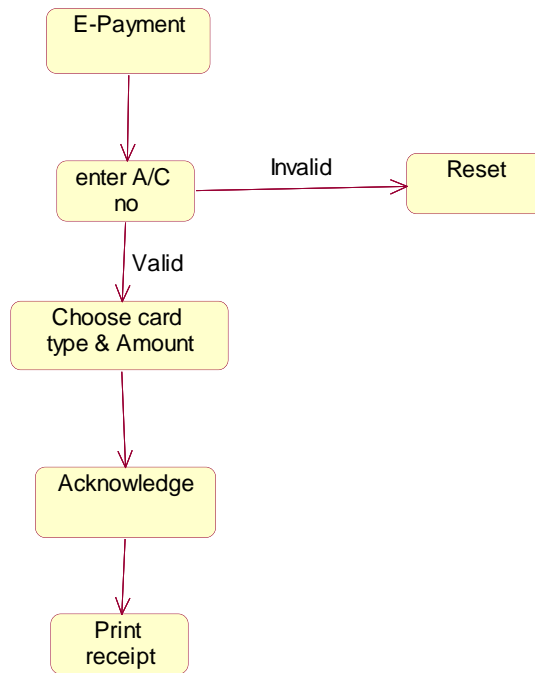 E-Payment
enter A/C
no
Invalid
Reset
Valid
Choose card
type & Amount
Acknowledge
Print
receipt